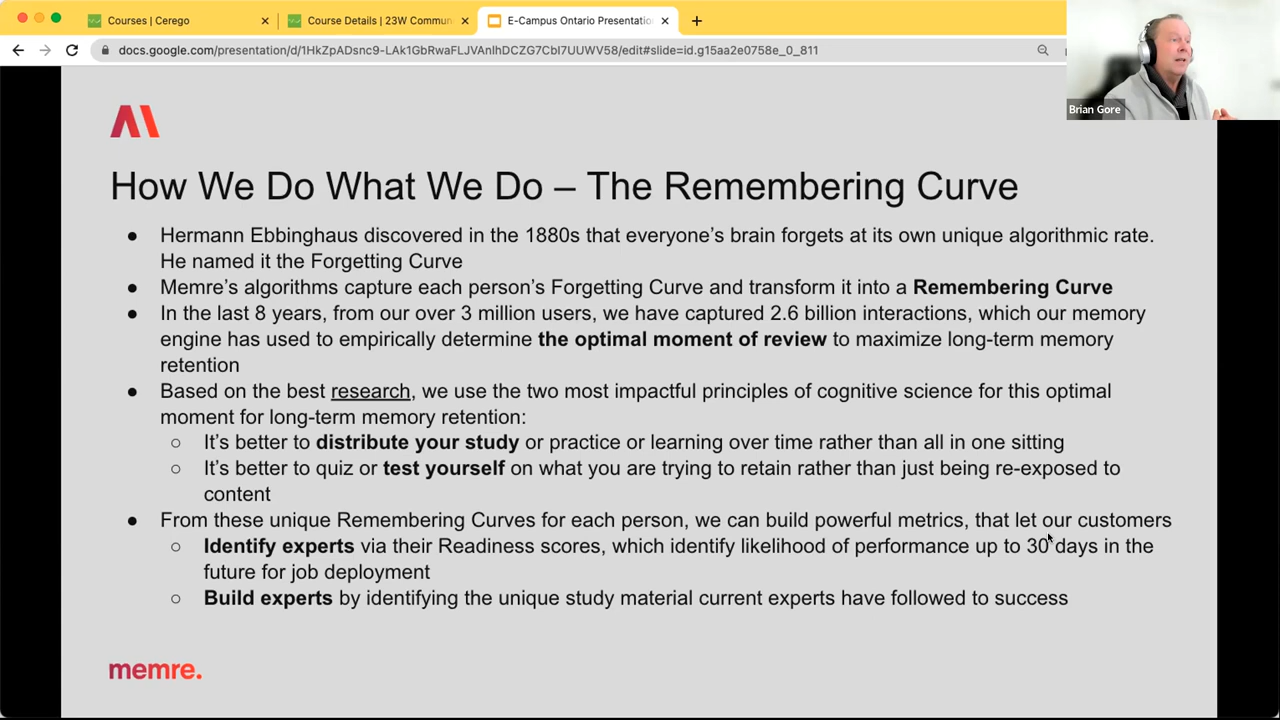 Courses | Cerego
Course Details | 23W Commun
E-Campus Ontario Presentatio
docs.google.com/presentation/d/1HkZpADsnc9-LAk1GbRwaFLJVAnIhDCZG7CbI7UUWV58/edit#slide=id.g15aa2e0758e_0_811
Brian Gore
How We Do What We Do – The Remembering Curve
● Hermann Ebbinghaus discovered in the 1880s that everyone’s brain forgets at its own unique algorithmic rate.
He named it the Forgetting Curve
● Memre’s algorithms capture each person’s Forgetting Curve and transform it into a Remembering Curve
● In the last 8 years, from our over 3 million users, we have captured 2.6 billion interactions, which our memory
engine has used to empirically determine the optimal moment of review to maximize long-term memory
retention
● Based on the best research, we use the two most impactful principles of cognitive science for this optimal
moment for long-term memory retention:
○ It’s better to distribute your study or practice or learning over time rather than all in one sitting
○ It’s better to quiz or test yourself on what you are trying to retain rather than just being re-exposed to
content
● From these unique Remembering Curves for each person, we can build powerful metrics, that let our customers
○ Identify experts via their Readiness scores, which identify likelihood of performance up to 30 days in the
future for job deployment
○ Build experts by identifying the unique study material current experts have followed to success
memre.